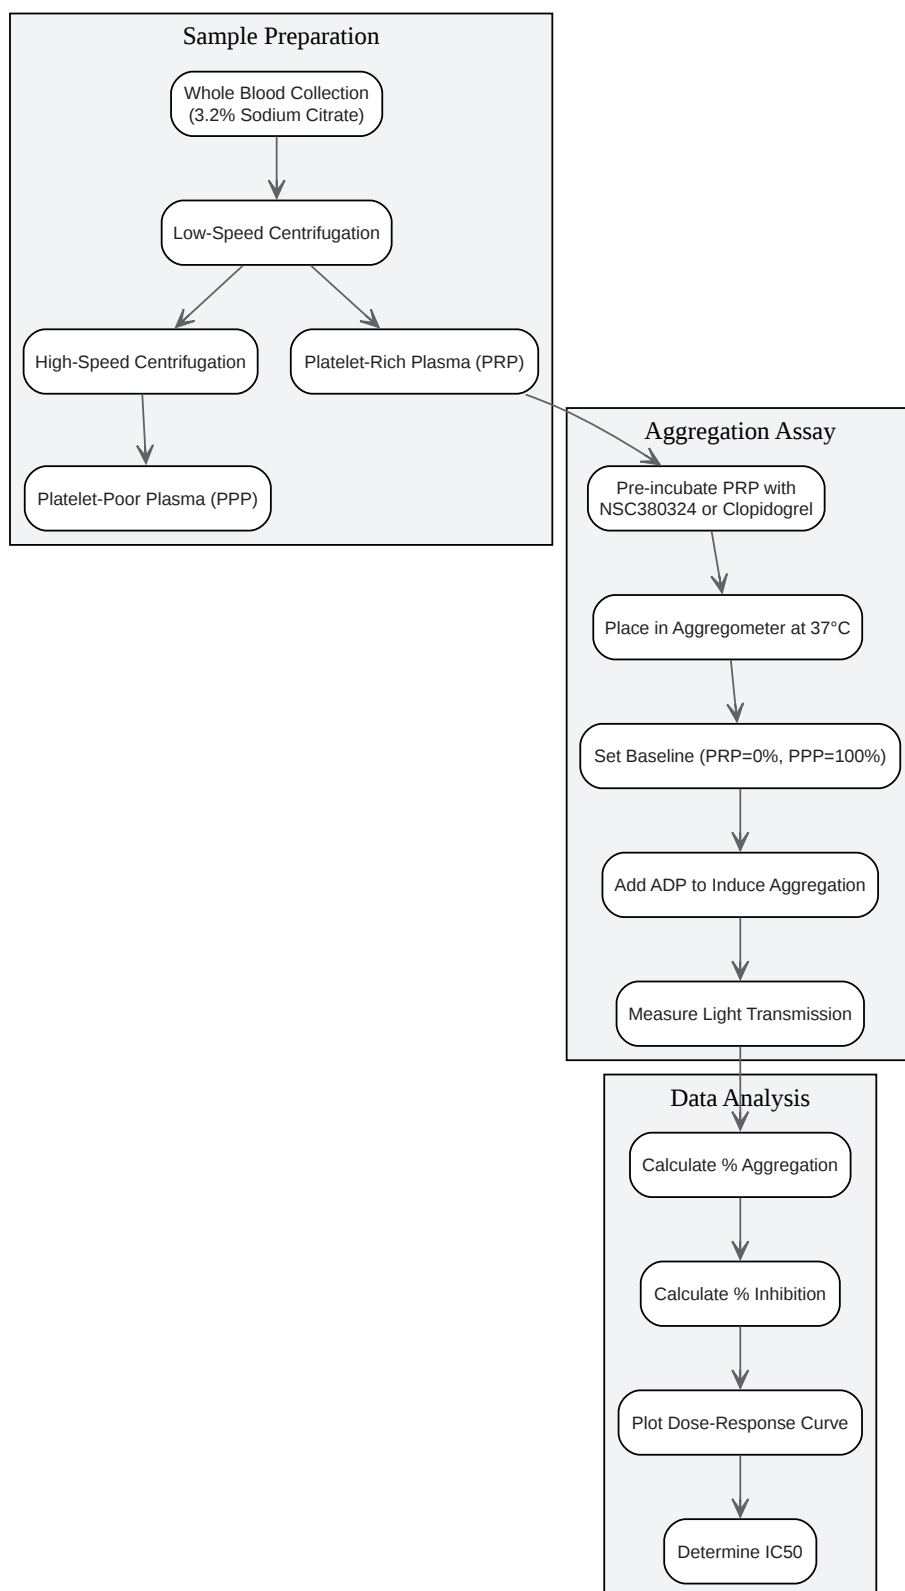 Sample Preparation
Whole Blood Collection
(3.2% Sodium Citrate)
Low-Speed Centrifugation
High-Speed Centrifugation
Platelet-Rich Plasma (PRP)
Platelet-Poor Plasma (PPP)
Aggregation Assay
Pre-incubate PRP with
NSC380324 or Clopidogrel
Place in Aggregometer at 37°C
Set Baseline (PRP=0%, PPP=100%)
Add ADP to Induce Aggregation
Measure Light Transmission
Data Analysis
Calculate % Aggregation
Calculate % Inhibition
Plot Dose-Response Curve
Determine IC50